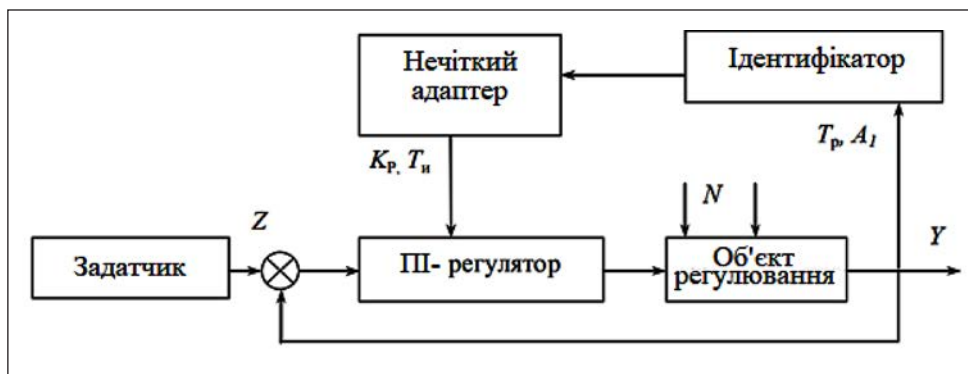 Нечіткий
адаптер
Ідентифікатор
Kр, Tи
Tр, A1
N
Z
Y
Задатчик
ПІ- регулятор
Об'єкт
регулювання